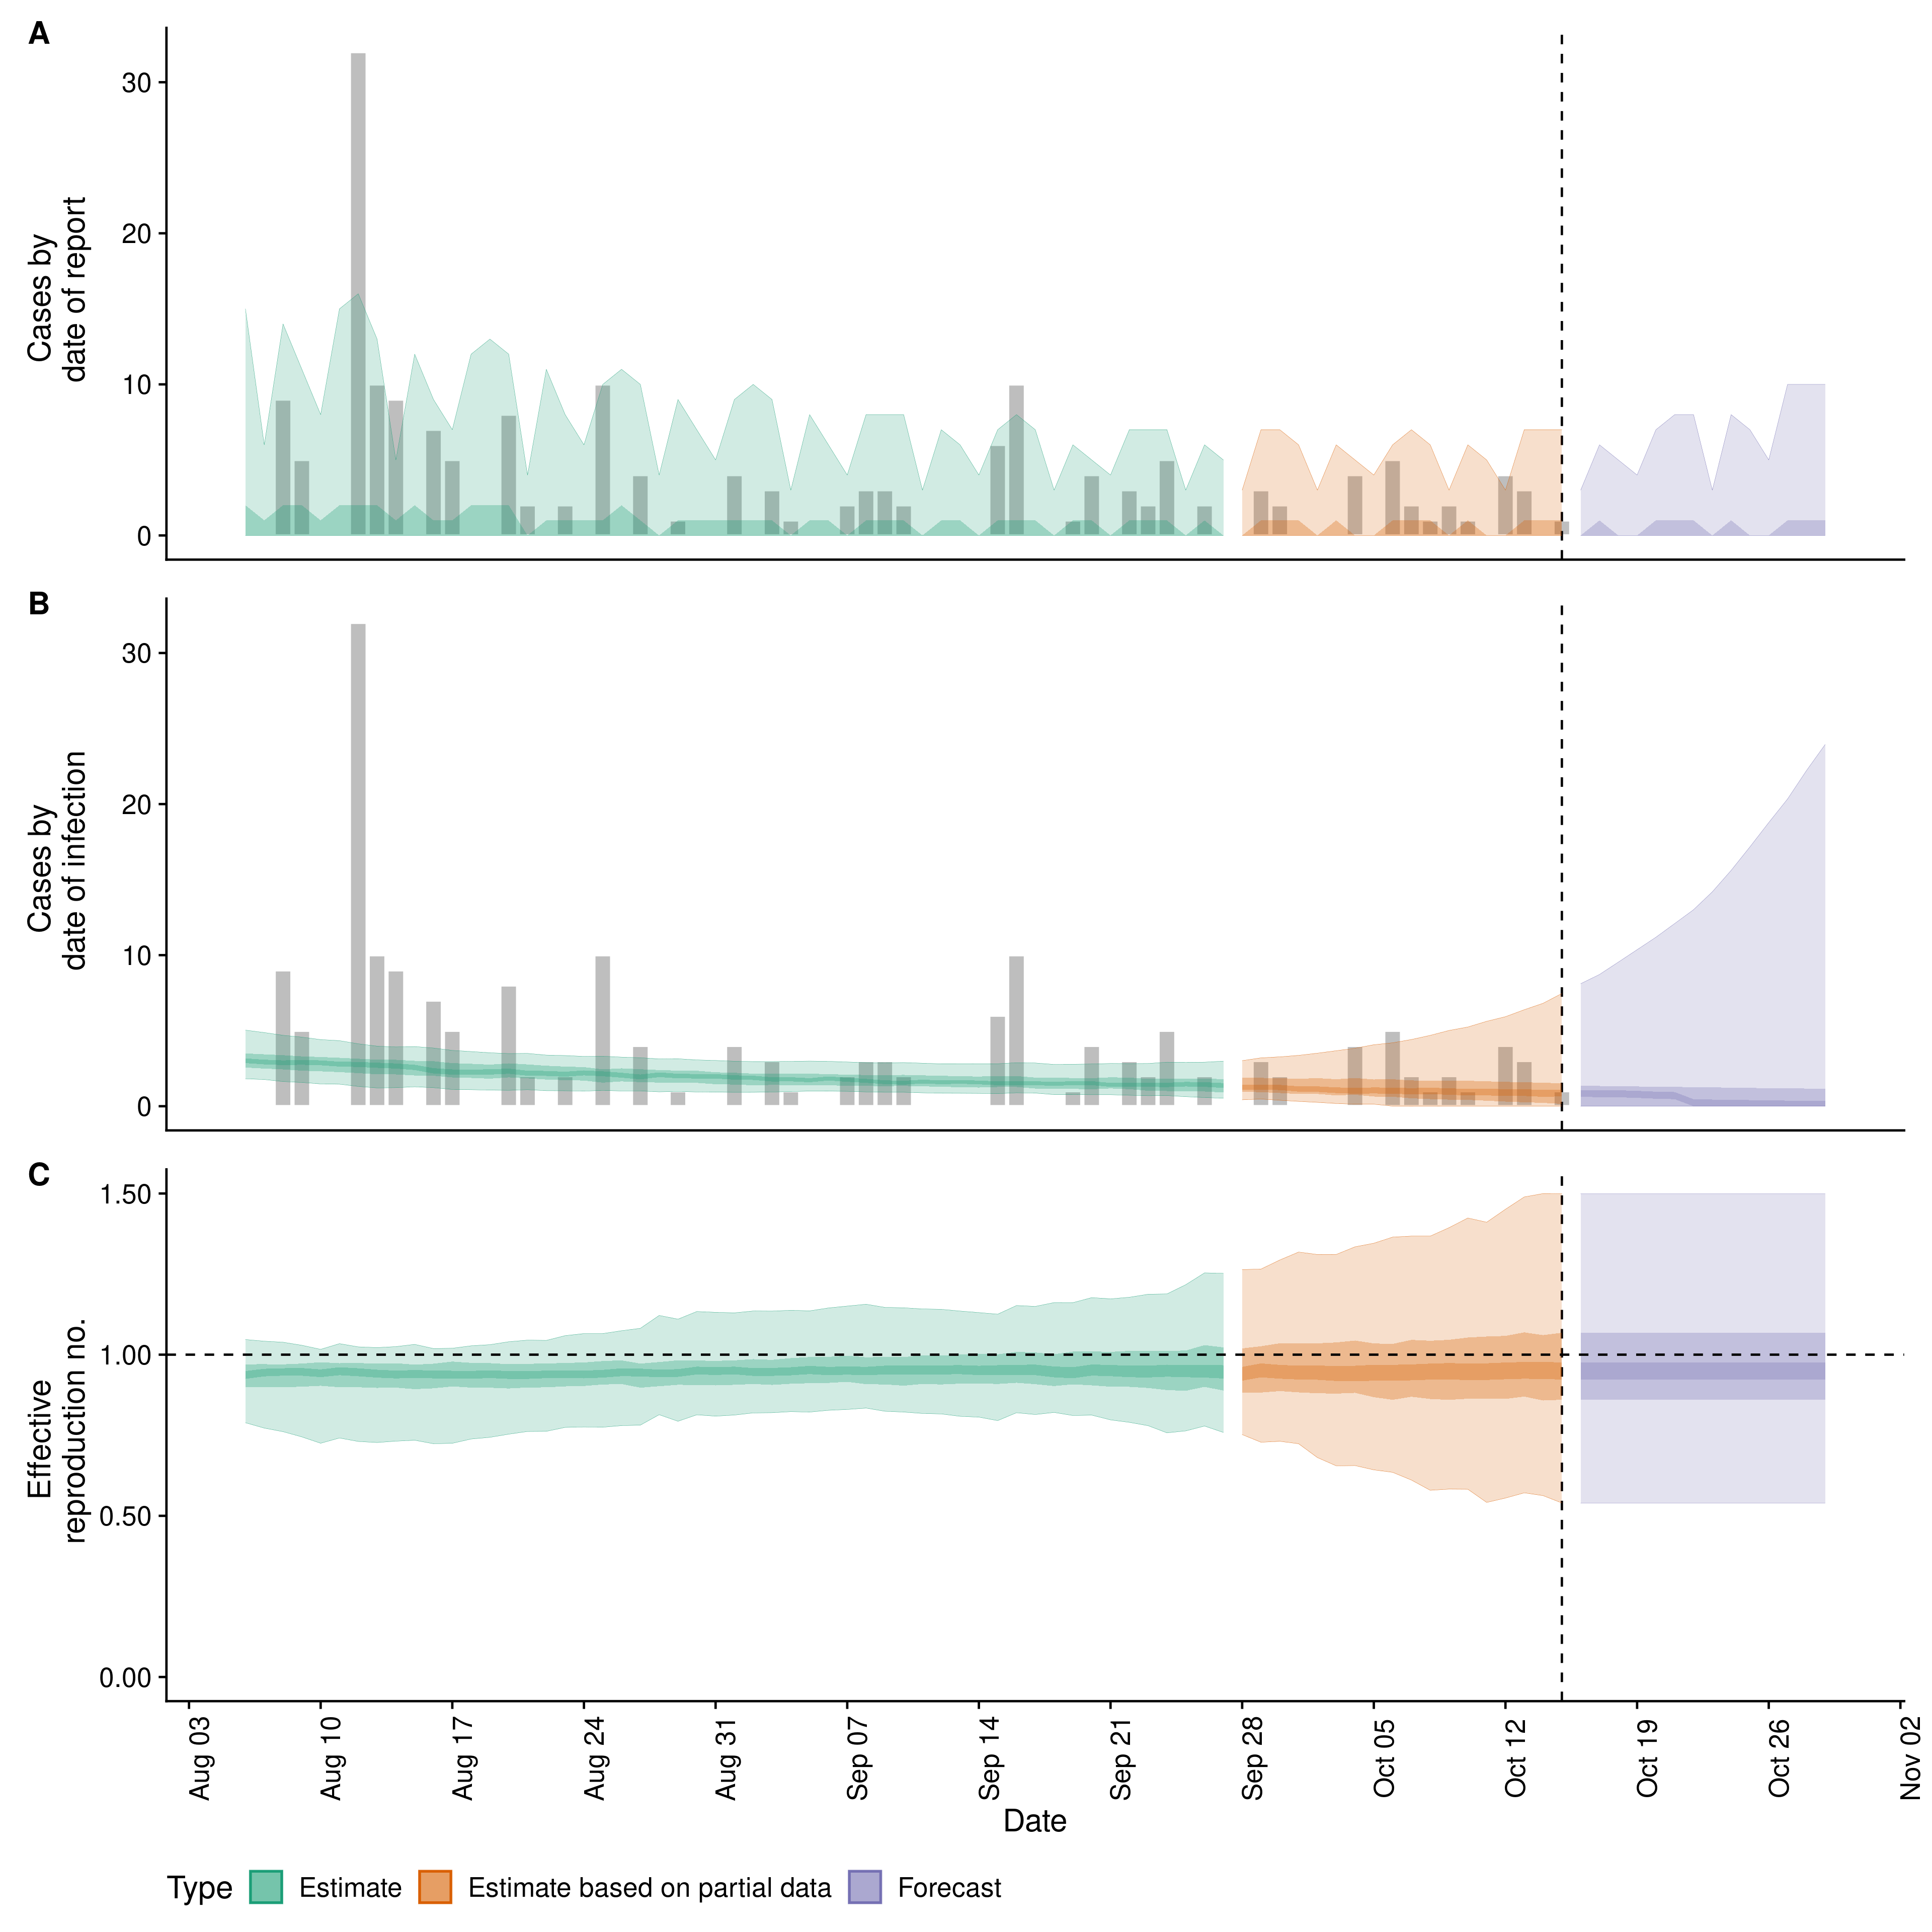 A
30
20
10
0
Cases by
date of report
B
30
20
10
0
Cases by
date of infection
C
1.50
1.00
0.50
0.00
Effective
reproduction no.
Aug 03
Aug 10
Aug 17
Aug 24
Aug 31
Sep 07
Sep 14
Sep 21
Sep 28
Oct 05
Oct 12
Oct 19
Oct 26
Nov 02
Date
Type Estimate Estimate based on partial data Forecast